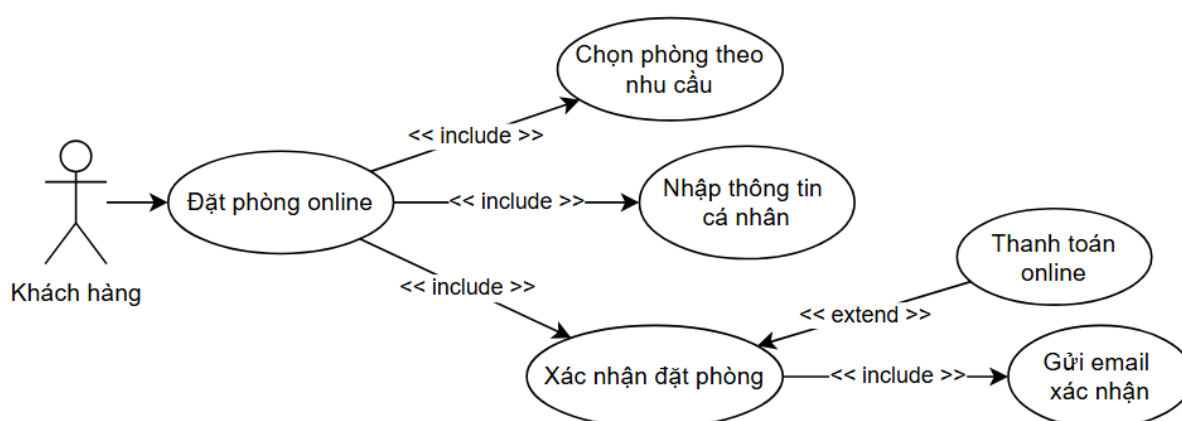 Chọn phòng theo
nhu cầu
<< include >>
Đặt phòng online
<< include >>
Nhập thông tin
cá nhân
Khách hàng
<< include >>
Thanh toán
online
<< extend >>
Xác nhận đặt phòng
<< include >>
Gửi email
xác nhận